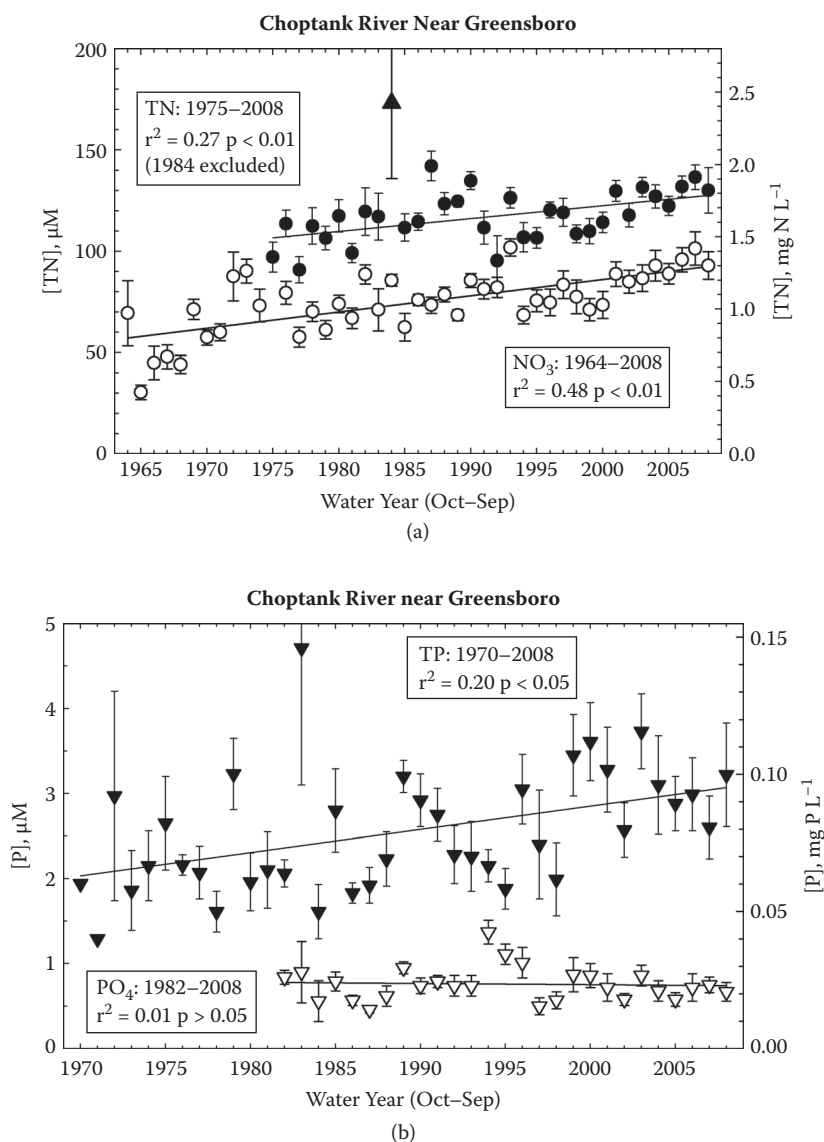 Choptank River Near Greensboro
200
150
100
50
0
[TN], μM
TN: 1975–2008
r² = 0.27 p < 0.01
(1984 excluded)
NO₃: 1964–2008
r² = 0.48 p < 0.01
2.5
2.0
1.5
1.0
0.5
0.0
[TN], mg N L⁻¹
1965 1970 1975 1980 1985 1990 1995 2000 2005
Water Year (Oct–Sep)
(a)
Choptank River near Greensboro
5
4
3
2
1
0
[P], μM
TP: 1970–2008
r² = 0.20 p < 0.05
PO₄: 1982–2008
r² = 0.01 p > 0.05
0.15
0.10
0.05
0.00
[P], mg P L⁻¹
1970 1975 1980 1985 1990 1995 2000 2005
Water Year (Oct–Sep)
(b)